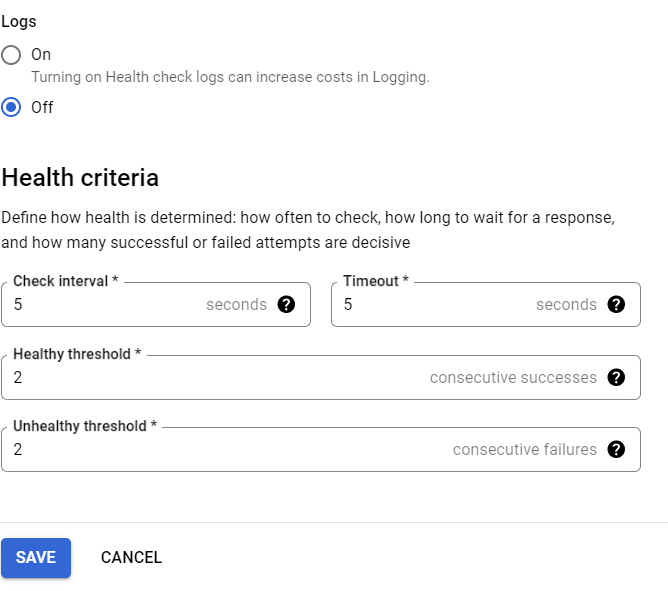 Logs
On
Turning on Health check logs can increase costs in Logging.
Off
Health criteria
Define how health is determined: how often to check, how long to wait for a response,
and how many successful or failed attempts are decisive
Check interval * Timeout *
5 seconds ? 5 seconds ?
Healthy threshold *
2 consecutive successes ?
Unhealthy threshold *
2 consecutive failures ?
SAVE CANCEL